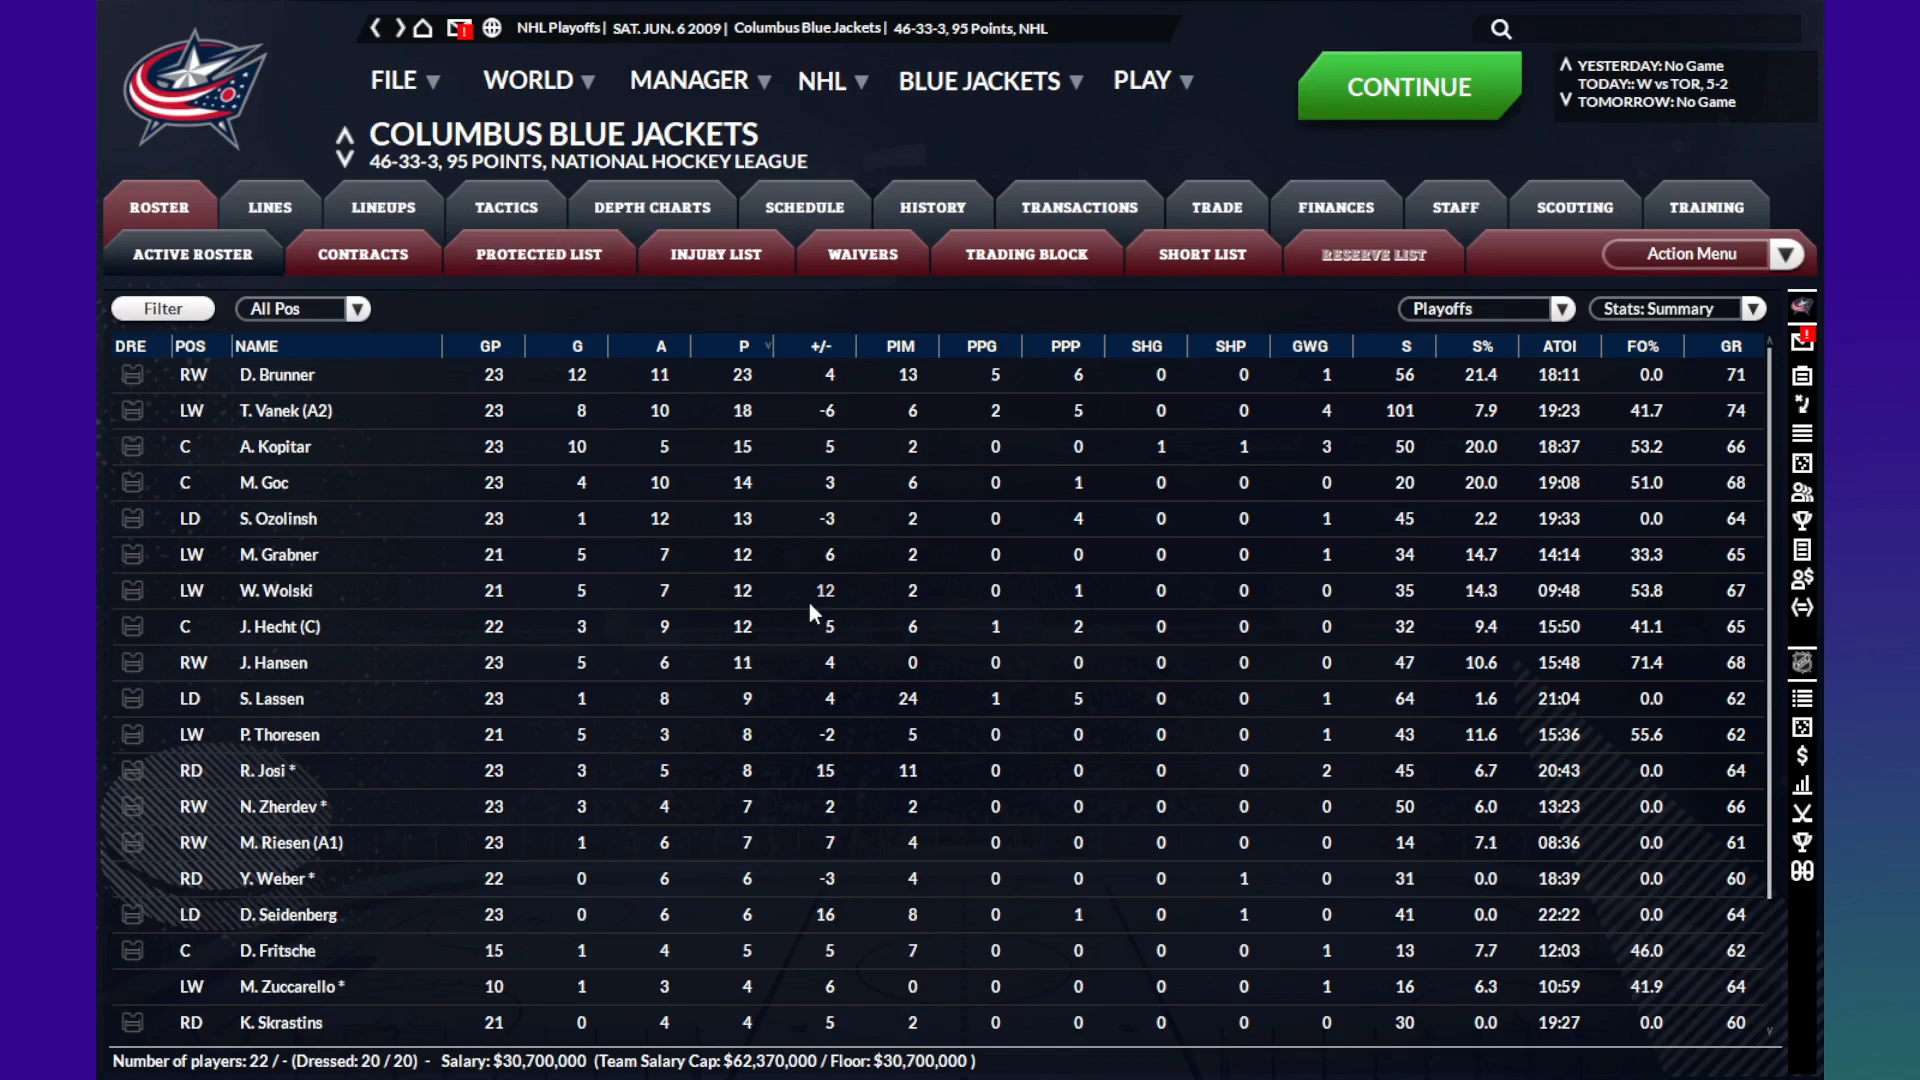 NHL Playoffs | SAT. JUN. 6 2009 | Columbus Blue Jackets | 46-33-3, 95 Points, NHL
FILE WORLD MANAGER NHL BLUE JACKETS PLAY
CONTINUE
YESTERDAY: No Game
TODAY:: W vs TOR, 5-2
TOMORROW: No Game
COLUMBUS BLUE JACKETS
46-33-3, 95 POINTS, NATIONAL HOCKEY LEAGUE
ROSTER LINES LINEUPS TACTICS DEPTH CHARTS SCHEDULE HISTORY TRANSACTIONS TRADE FINANCES STAFF SCOUTING TRAINING
ACTIVE ROSTER CONTRACTS PROTECTED LIST INJURY LIST WAIVERS TRADING BLOCK SHORT LIST RESERVE LIST Action Menu
Filter All Pos Playoffs Stats: Summary
DRE POS NAME GP G A P +/- PIM PPG PPP SHG SHP GWG S S% ATOI FO% GR
RW D. Brunner 23 12 11 23 4 13 5 6 0 0 1 56 21.4 18:11 0.0 71
LW T. Vanek (A2) 23 8 10 18 -6 6 2 5 0 0 4 101 7.9 19:23 41.7 74
C A. Kopitar 23 10 5 15 5 2 0 0 1 1 3 50 20.0 18:37 53.2 66
C M. Goc 23 4 10 14 3 6 0 1 0 0 0 20 20.0 19:08 51.0 68
LD S. Ozolinsh 23 1 12 13 -3 2 0 4 0 0 1 45 2.2 19:33 0.0 64
LW M. Grabner 21 5 7 12 6 2 0 0 0 0 1 34 14.7 14:14 33.3 65
LW W. Wolski 21 5 7 12 12 2 0 1 0 0 0 35 14.3 09:48 53.8 67
C J. Hecht (C) 22 3 9 12 5 6 1 2 0 0 0 32 9.4 15:50 41.1 65
RW J. Hansen 23 5 6 11 4 0 0 0 0 0 0 47 10.6 15:48 71.4 68
LD S. Lassen 23 1 8 9 4 24 1 5 0 0 1 64 1.6 21:04 0.0 62
LW P. Thoresen 21 5 3 8 -2 5 0 0 0 0 1 43 11.6 15:36 55.6 62
RD R. Josi * 23 3 5 8 15 11 0 0 0 0 2 45 6.7 20:43 0.0 64
RW N. Zherdev * 23 3 4 7 2 2 0 0 0 0 0 50 6.0 13:23 0.0 66
RW M. Riesen (A1) 23 1 6 7 7 4 0 0 0 0 0 14 7.1 08:36 0.0 61
RD Y. Weber * 22 0 6 6 -3 4 0 0 0 1 0 31 0.0 18:39 0.0 60
LD D. Seidenberg 23 0 6 6 16 8 0 1 0 1 0 41 0.0 22:22 0.0 64
C D. Fritsche 15 1 4 5 5 7 0 0 0 0 1 13 7.7 12:03 46.0 62
LW M. Zuccarello * 10 1 3 4 6 0 0 0 0 0 1 16 6.3 10:59 41.9 64
RD K. Skrastins 21 0 4 4 5 2 0 0 0 0 0 30 0.0 19:27 0.0 60
Number of players: 22 / - (Dressed: 20 / 20) - Salary: $30,700,000 (Team Salary Cap: $62,370,000 / Floor: $30,700,000 )